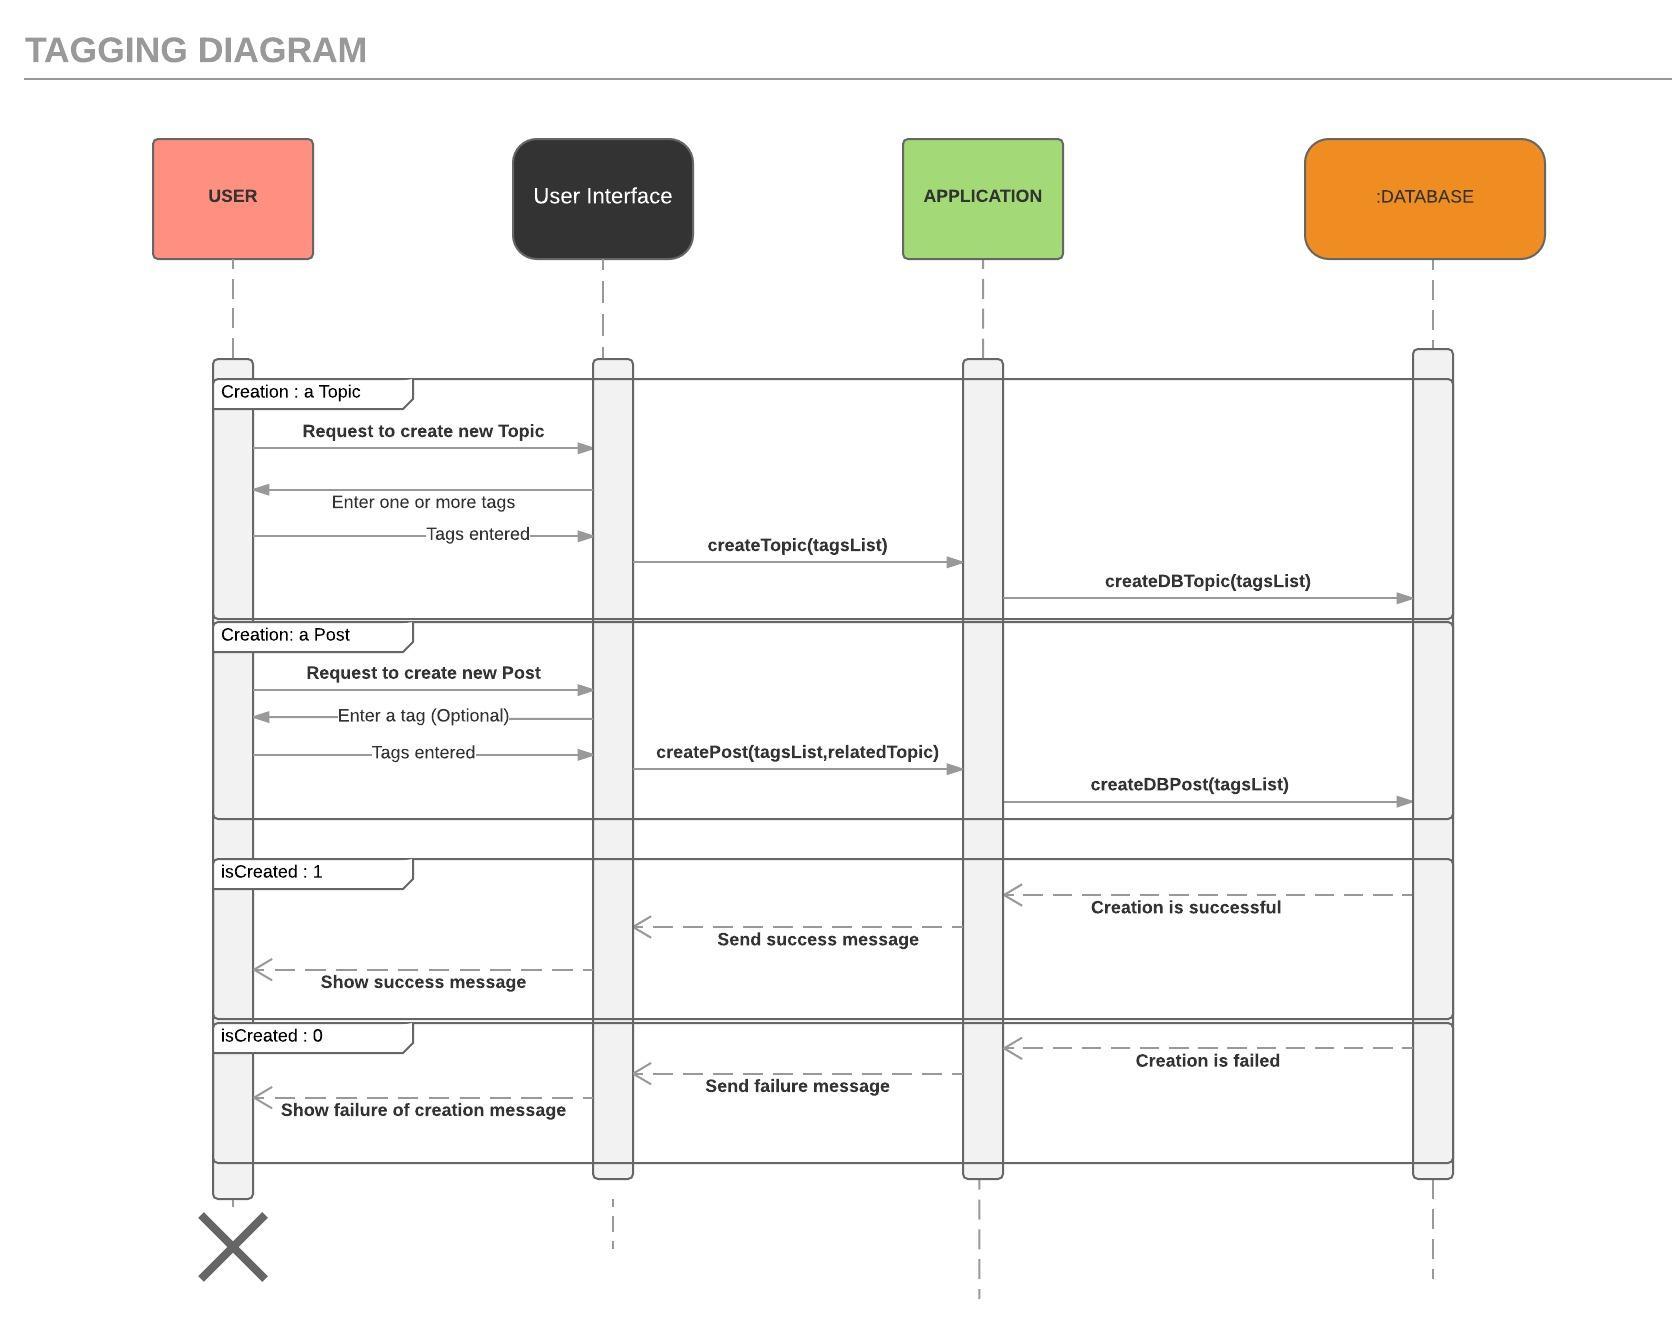 TAGGING DIAGRAM
USER
User Interface
APPLICATION
:DATABASE
Creation : a Topic
Request to create new Topic
Enter one or more tags
Tags entered
createTopic(tagsList)
createDBTopic(tagsList)
Creation: a Post
Request to create new Post
Enter a tag (Optional)
Tags entered
createPost(tagsList,relatedTopic)
createDBPost(tagsList)
isCreated : 1
Creation is successful
Send success message
Show success message
isCreated : 0
Creation is failed
Send failure message
Show failure of creation message